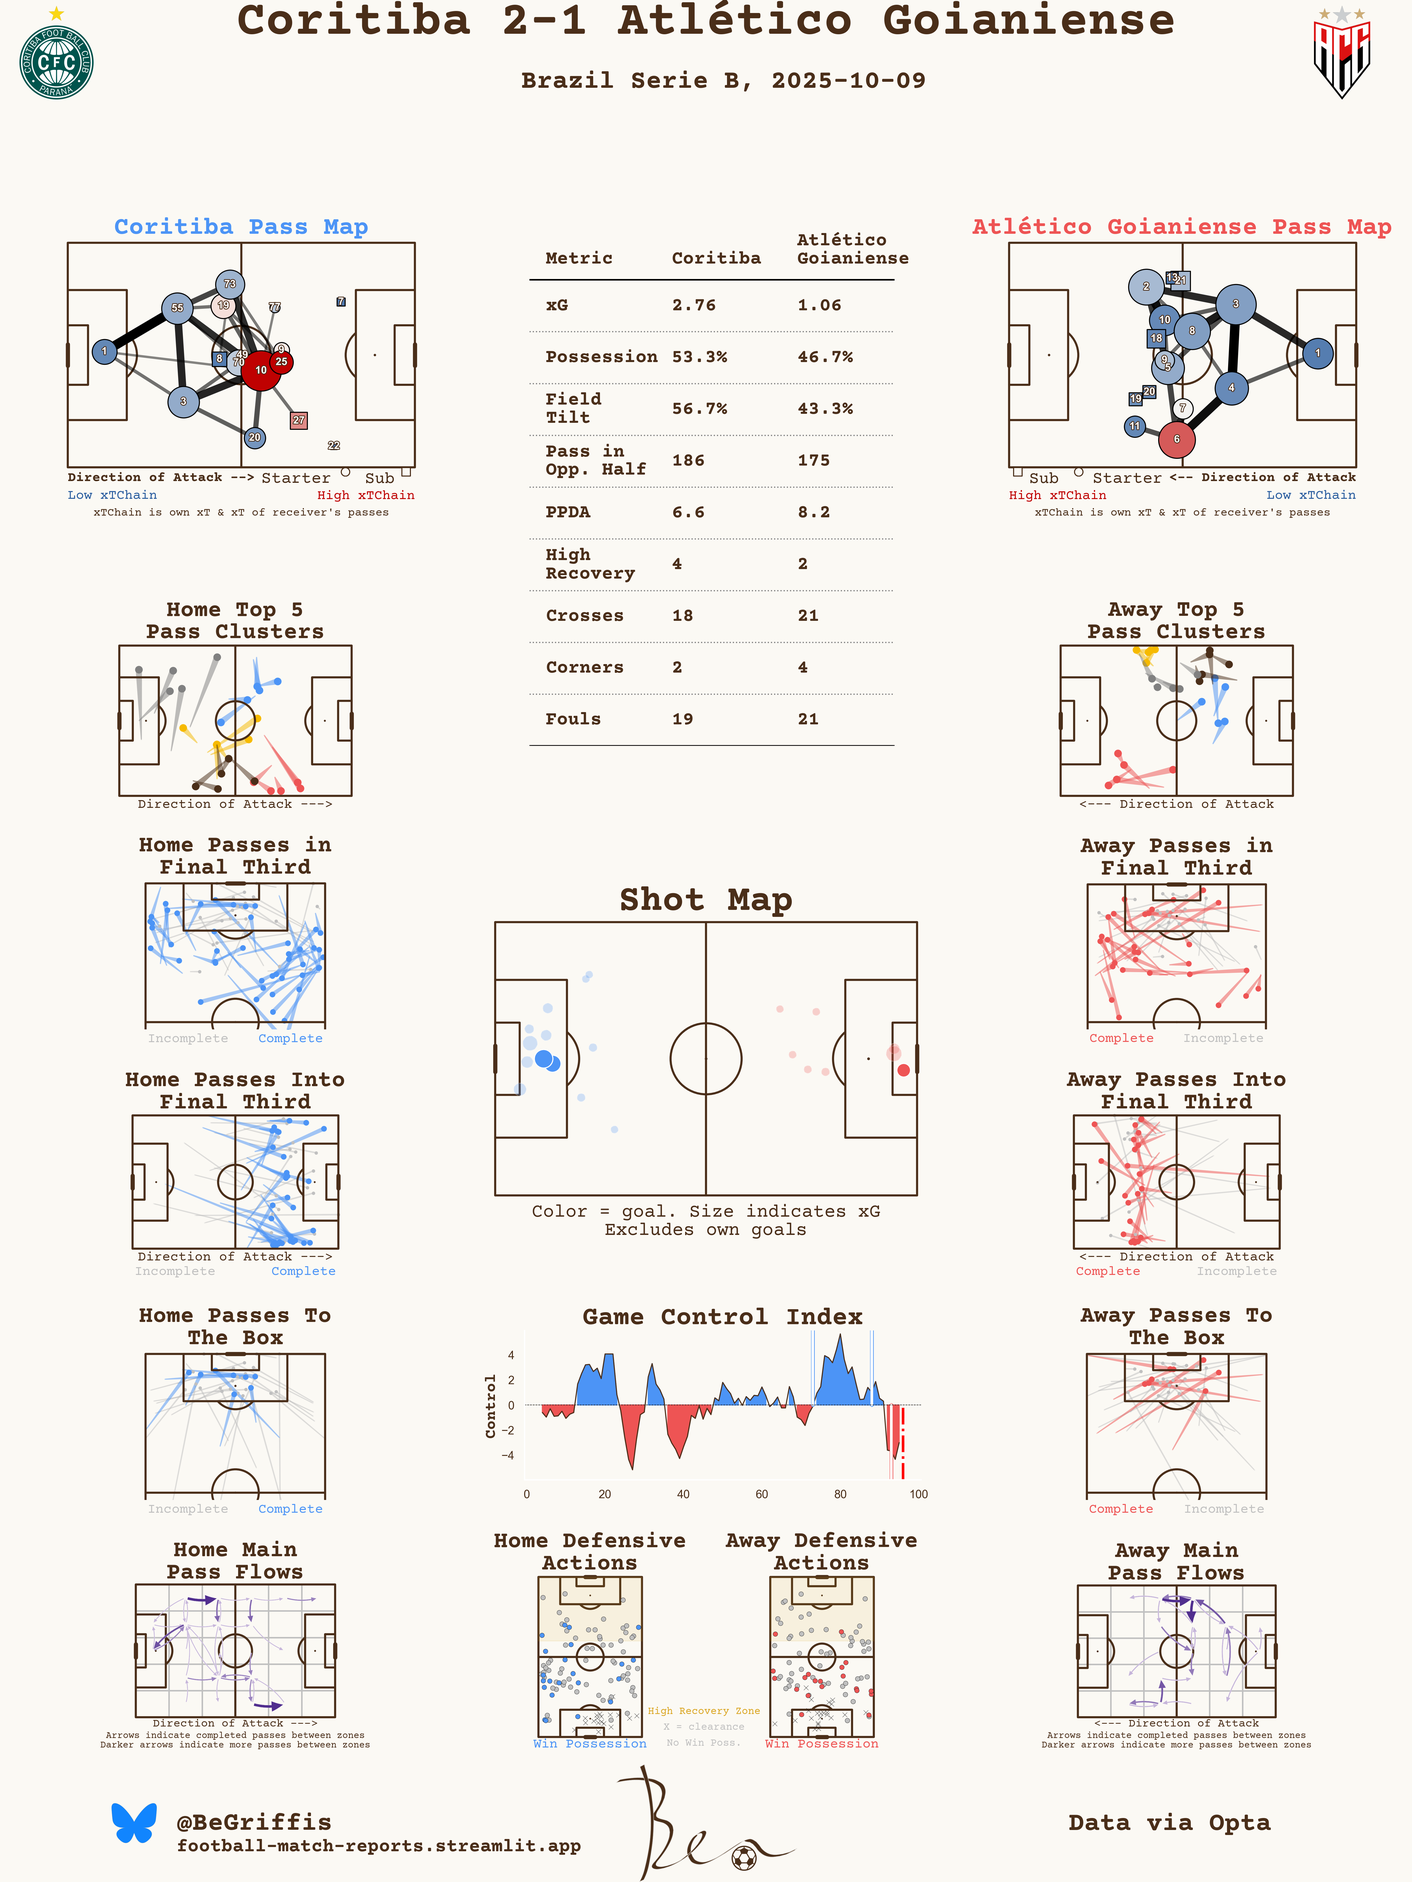 Coritiba 2-1 Atlético Goianiense
Brazil Serie B, 2025-10-09
CORITIBA FOOT BALL CLUB
CFC
PARANÁ
ACG
Coritiba Pass Map
73
55
19
77
7
1
8
49
70
9
25
10
3
27
20
22
Direction of Attack --> Starter Sub
Low xTChain High xTChain
xTChain is own xT & xT of receiver's passes
Metric Coritiba Atlético Goianiense
xG 2.76 1.06
Possession 53.3% 46.7%
Field Tilt 56.7% 43.3%
Pass in Opp. Half 186 175
PPDA 6.6 8.2
High Recovery 4 2
Crosses 18 21
Corners 2 4
Fouls 19 21
Atlético Goianiense Pass Map
2
13
21
3
10
8
18
1
9
5
4
19
20
7
11
6
Sub Starter <-- Direction of Attack
High xTChain Low xTChain
xTChain is own xT & xT of receiver's passes
Home Top 5
Pass Clusters
Direction of Attack --->
Away Top 5
Pass Clusters
<--- Direction of Attack
Home Passes in
Final Third
Incomplete Complete
Away Passes in
Final Third
Complete Incomplete
Shot Map
Color = goal. Size indicates xG
Excludes own goals
Home Passes Into
Final Third
Direction of Attack --->
Incomplete Complete
Away Passes Into
Final Third
<--- Direction of Attack
Complete Incomplete
Home Passes To
The Box
Incomplete Complete
Game Control Index
Control
4
2
0
−2
−4
0 20 40 60 80 100
Away Passes To
The Box
Complete Incomplete
Home Main
Pass Flows
Direction of Attack --->
Arrows indicate completed passes between zones
Darker arrows indicate more passes between zones
Home Defensive
Actions
Win Possession
Away Defensive
Actions
Win Possession
High Recovery Zone
X = clearance
No Win Poss.
Away Main
Pass Flows
<--- Direction of Attack
Arrows indicate completed passes between zones
Darker arrows indicate more passes between zones
@BeGriffis
football-match-reports.streamlit.app
Ben
Data via Opta